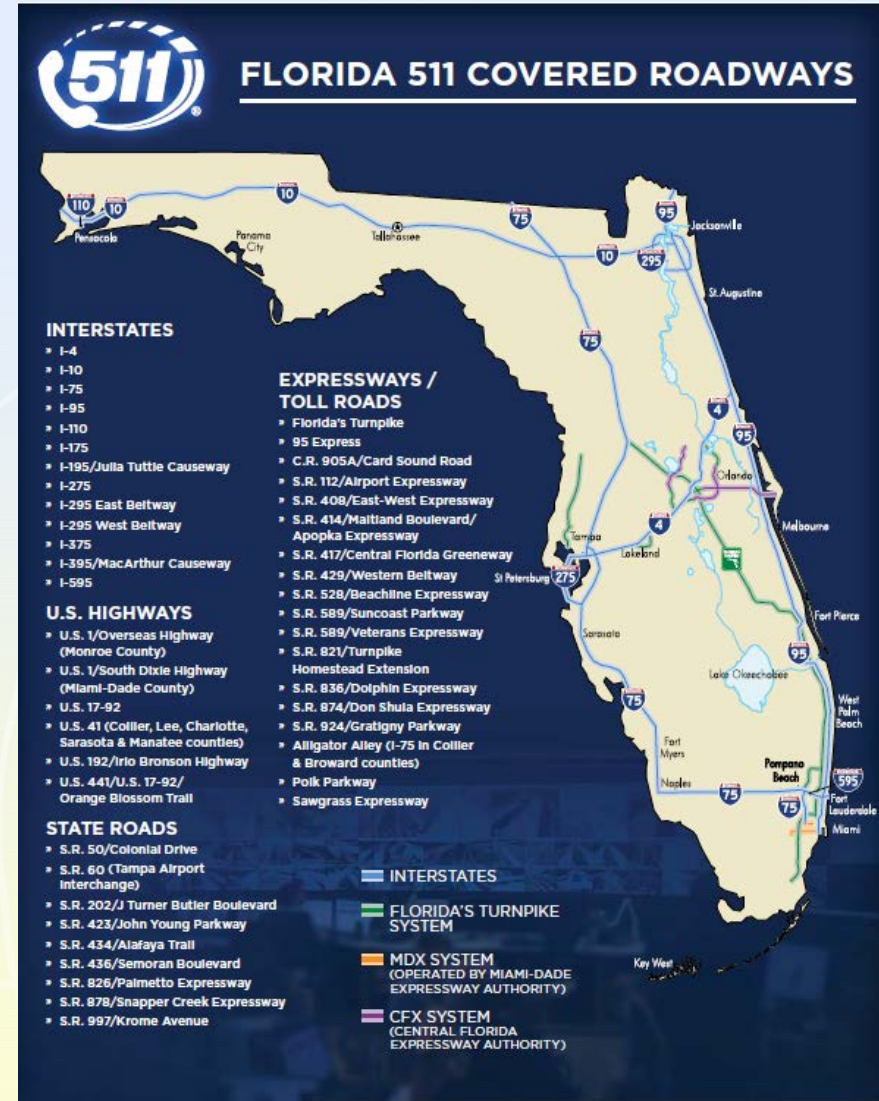 511
®
FLORIDA 511 COVERED ROADWAYS
110
10
10
75
95
Jacksonville
Pensacola
Panama
City
Tallahassee
10
295
St. Augustine
75
4
95
Orlando
Melbourne
4
Tampa
Lakeland
St Petersburg
275
Fort Pierce
Sarasota
95
Lake Okeechobee
75
West
Palm
Beach
Fort
Myers
Pompano
Beach
595
Naples
75
75
Fort
Lauderdale
Miami
Key West
INTERSTATES
» I-4
» I-10
» I-75
» I-95
» I-110
» I-175
» I-195/Julia Tuttle Causeway
» I-275
» I-295 East Beltway
» I-295 West Beltway
» I-375
» I-395/MacArthur Causeway
» I-595
U.S. HIGHWAYS
» U.S. 1/Overseas Highway
(Monroe County)
» U.S. 1/South Dixie Highway
(Miami-Dade County)
» U.S. 17-92
» U.S. 41 (Collier, Lee, Charlotte,
Sarasota & Manatee counties)
» U.S. 192/Irlo Bronson Highway
» U.S. 441/U.S. 17-92/
Orange Blossom Trail
STATE ROADS
» S.R. 50/Colonial Drive
» S.R. 60 (Tampa Airport
Interchange)
» S.R. 202/J Turner Butler Boulevard
» S.R. 423/John Young Parkway
» S.R. 434/Alafaya Trail
» S.R. 436/Semoran Boulevard
» S.R. 826/Palmetto Expressway
» S.R. 878/Snapper Creek Expressway
» S.R. 997/Krome Avenue
EXPRESSWAYS /
TOLL ROADS
» Florida's Turnpike
» 95 Express
» C.R. 905A/Card Sound Road
» S.R. 112/Airport Expressway
» S.R. 408/East-West Expressway
» S.R. 414/Maitland Boulevard/
Apopka Expressway
» S.R. 417/Central Florida Greeneway
» S.R. 429/Western Beltway
» S.R. 528/Beachline Expressway
» S.R. 589/Suncoast Parkway
» S.R. 589/Veterans Expressway
» S.R. 821/Turnpike
Homestead Extension
» S.R. 836/Dolphin Expressway
» S.R. 874/Don Shula Expressway
» S.R. 924/Gratigny Parkway
» Alligator Alley (I-75 in Collier
& Broward counties)
» Polk Parkway
» Sawgrass Expressway
INTERSTATES
FLORIDA'S TURNPIKE
SYSTEM
MDX SYSTEM
(OPERATED BY MIAMI-DADE
EXPRESSWAY AUTHORITY)
CFX SYSTEM
(CENTRAL FLORIDA
EXPRESSWAY AUTHORITY)